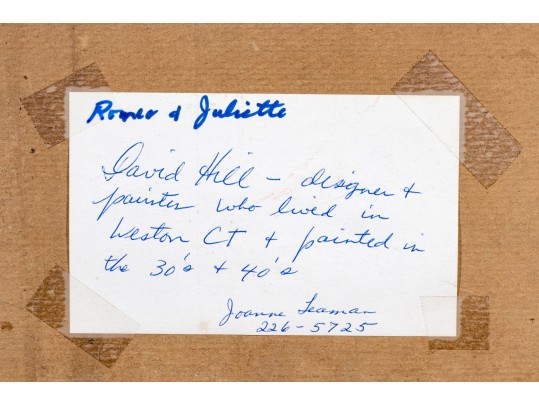 Romeo & Juliette
David Hill – designer &
painter who lived in
Weston CT & painted in
the 30's & 40's
Joanne Seaman
226-5725